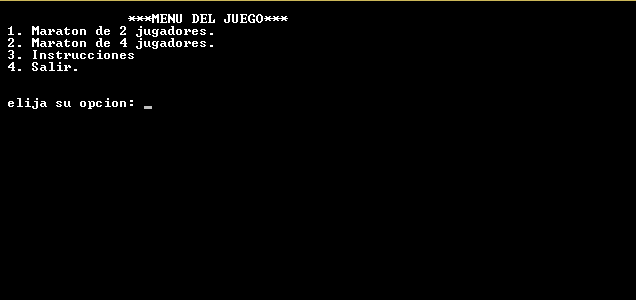 ***MENU DEL JUEGO***
1. Maraton de 2 jugadores.
2. Maraton de 4 jugadores.
3. Instrucciones
4. Salir.
elija su opcion: _